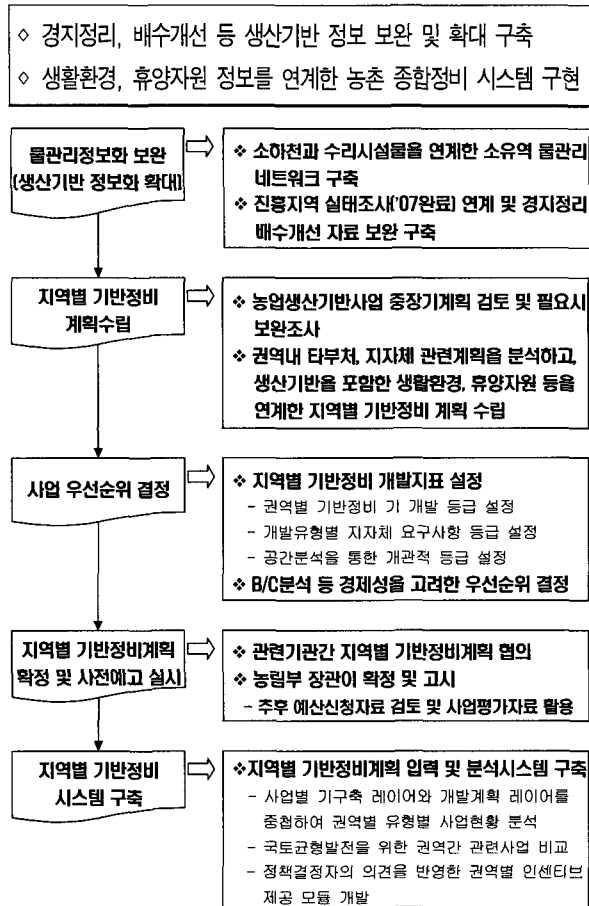 ◇ 경지정리, 배수개선 등 생산기반 정보 보완 및 확대 구축
◇ 생활환경, 휴양자원 정보를 연계한 농촌 종합정비 시스템 구현
물관리정보화 보완
(생산기반 정보화 확대)
❖ 소하천과 수리시설물을 연계한 소유역 물관리
네트워크 구축
❖ 진흥지역 실태조사('07완료) 연계 및 경지정리
배수개선 자료 보완 구축
지역별 기반정비
계획수립
❖ 농업생산기반사업 중장기계획 검토 및 필요시
보완조사
❖ 권역내 타부처, 지자체 관련계획을 분석하고,
생산기반을 포함한 생활환경, 휴양자원 등을
연계한 지역별 기반정비 계획 수립
사업 우선순위 결정
❖ 지역별 기반정비 개발지표 설정
- 권역별 기반정비 기 개발 등급 설정
- 개발유형별 지자체 요구사항 등급 설정
- 공간분석을 통한 개관적 등급 설정
❖ B/C분석 등 경제성을 고려한 우선순위 결정
지역별 기반정비계획
확정 및 사전예고 실시
❖ 관련기관간 지역별 기반정비계획 협의
❖ 농림부 장관이 확정 및 고시
- 추후 예산신청자료 검토 및 사업평가자료 활용
지역별 기반정비
시스템 구축
❖지역별 기반정비계획 입력 및 분석시스템 구축
- 사업별 기구축 레이어와 개발계획 레이어를
중첩하여 권역별 유형별 사업현황 분석
- 국토균형발전을 위한 권역간 관련사업 비교
- 정책결정자의 의견을 반영한 권역별 인센티브
제공 모듈 개발